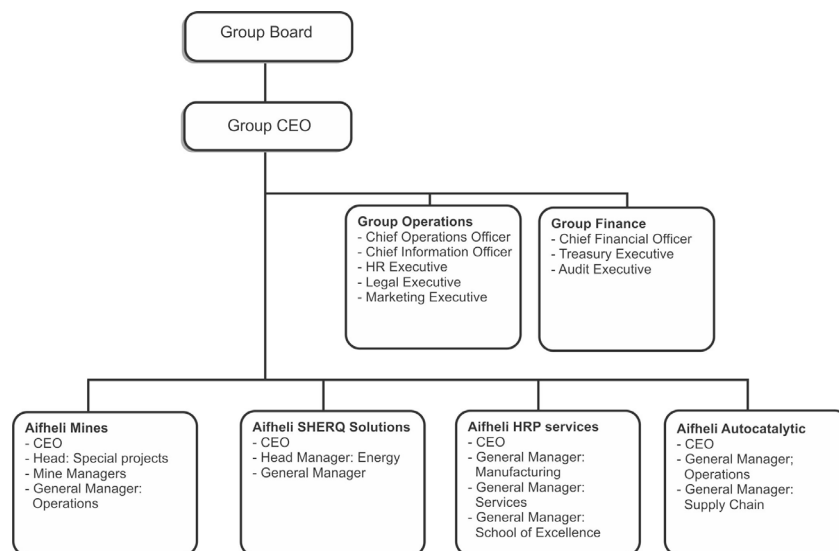 Group Board
Group CEO
Group Operations
- Chief Operations Officer
- Chief Information Officer
- HR Executive
- Legal Executive
- Marketing Executive
Group Finance
- Chief Financial Officer
- Treasury Executive
- Audit Executive
Aifheli Mines
- CEO
- Head: Special projects
- Mine Managers
- General Manager:
Operations
Aifheli SHERQ Solutions
- CEO
- Head Manager: Energy
- General Manager
Aifheli HRP services
- CEO
- General Manager:
Manufacturing
- General Manager:
Services
- General Manager:
School of Excellence
Aifheli Autocatalytic
- CEO
- General Manager;
Operations
- General Manager:
Supply Chain